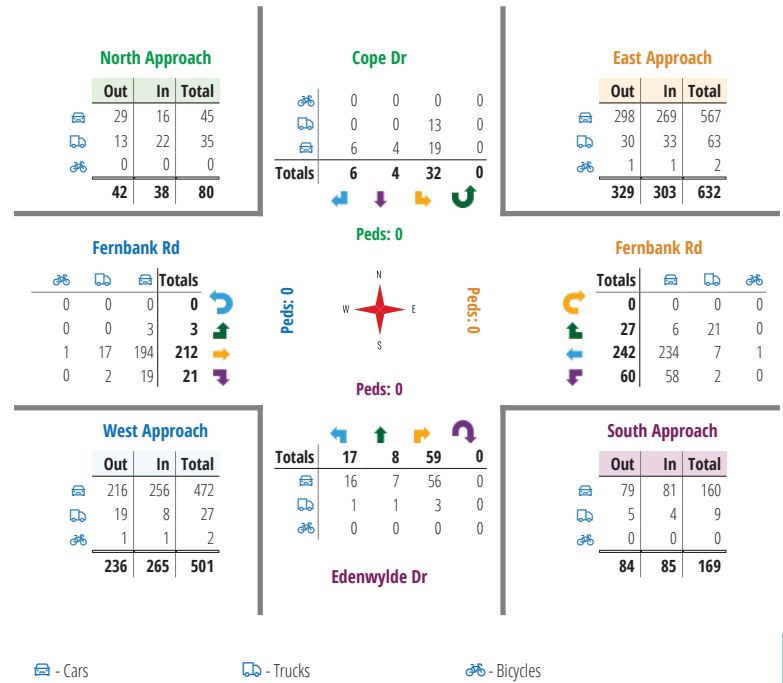 North Approach
Out In Total
29 16 45
13 22 35
0 0 0
42 38 80
Cope Dr
0 0 0 0
0 0 13 0
6 4 19 0
Totals 6 4 32 0
East Approach
Out In Total
298 269 567
30 33 63
1 1 2
329 303 632
Peds: 0
Fernbank Rd
Totals
0 0 0 0
0 0 3 3
1 17 194 212
0 2 19 21
Peds: 0
N
W E
S
Peds: 0
Fernbank Rd
Totals
0 0 0 0
27 6 21 0
242 234 7 1
60 58 2 0
Peds: 0
West Approach
Out In Total
216 256 472
19 8 27
1 1 2
236 265 501
Totals 17 8 59 0
16 7 56 0
1 1 3 0
0 0 0 0
Edenwylde Dr
South Approach
Out In Total
79 81 160
5 4 9
0 0 0
84 85 169
- Cars
- Trucks
- Bicycles